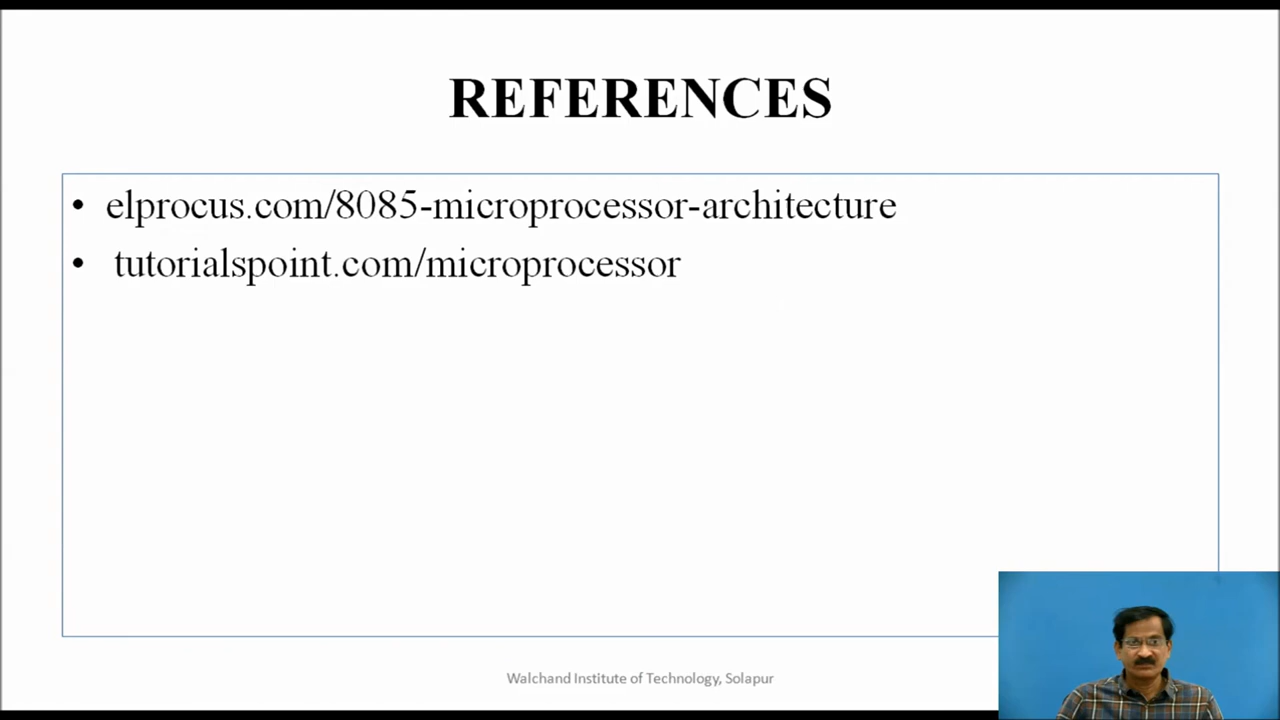 REFERENCES
• elprocus.com/8085-microprocessor-architecture
• tutorialspoint.com/microprocessor
Walchand Institute of Technology, Solapur